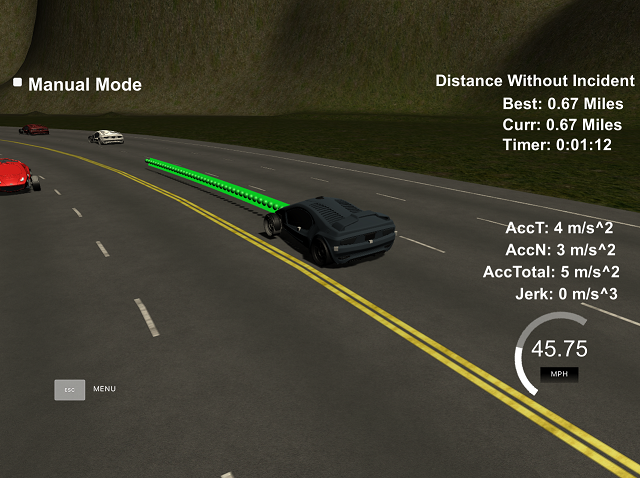 Manual Mode
Distance Without Incident
Best: 0.67 Miles
Curr: 0.67 Miles
Timer: 0:01:12
AccT: 4 m/s^2
AccN: 3 m/s^2
AccTotal: 5 m/s^2
Jerk: 0 m/s^3
45.75
MPH
ESC MENU